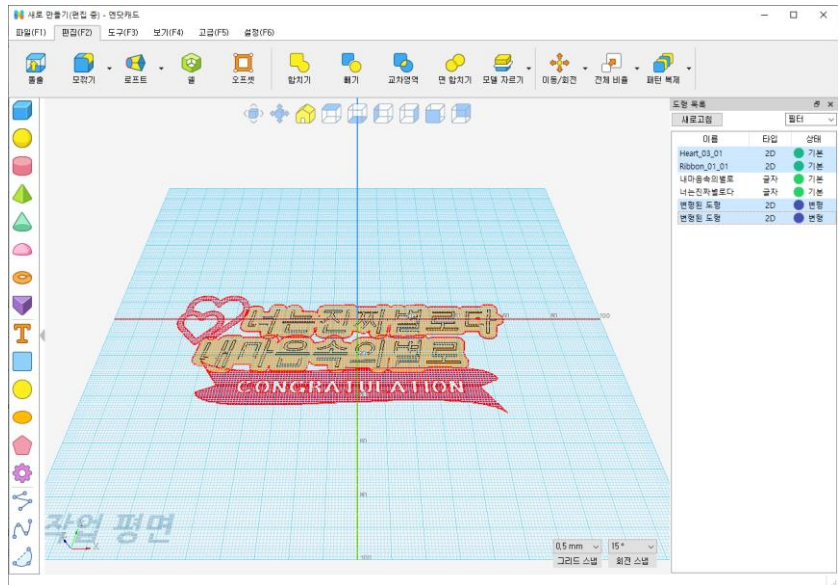 새로 만들기(편집 중) - 먼닷캐드
파일(F1) 편집(F2) 도구(F3) 보기(F4) 고급(F5) 설정(F6)
돌출 모깎기 로프트 쉘 오프셋 합치기 빼기 교차영역 면 합치기 모델 자르기 이동/회전 전체 비율 패턴 복제
도형 목록
새로고침 필터
이름 타입 상태
Heart_03_01 2D 기본
Ribbon_01_01 2D 기본
내마음속의별로 글자 기본
너는진짜별로다 글자 기본
변형된 도형 2D 변형
변형된 도형 2D 변형
너는진짜별로다
내마음속의별로
CONGRATULATION
T
작업 평면
0,5 mm 15 °
그리드 스냅 회전 스냅